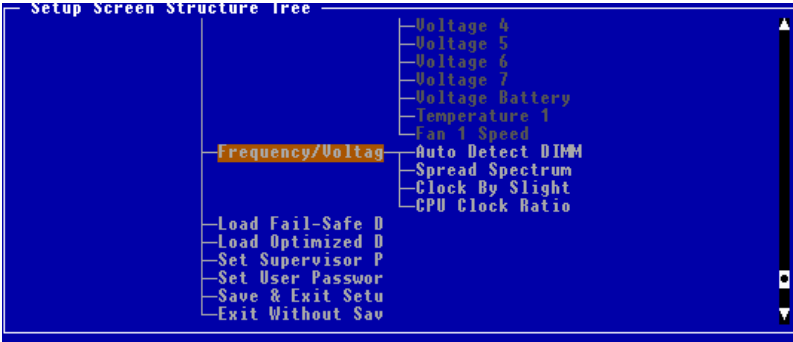 Setup Screen Structure Tree
Voltage 4
Voltage 5
Voltage 6
Voltage 7
Voltage Battery
Temperature 1
Fan 1 Speed
Frequency/Voltag Auto Detect DIMM
Spread Spectrum
Clock By Slight
CPU Clock Ratio
Load Fail-Safe D
Load Optimized D
Set Supervisor P
Set User Passwor
Save & Exit Setu
Exit Without Sav